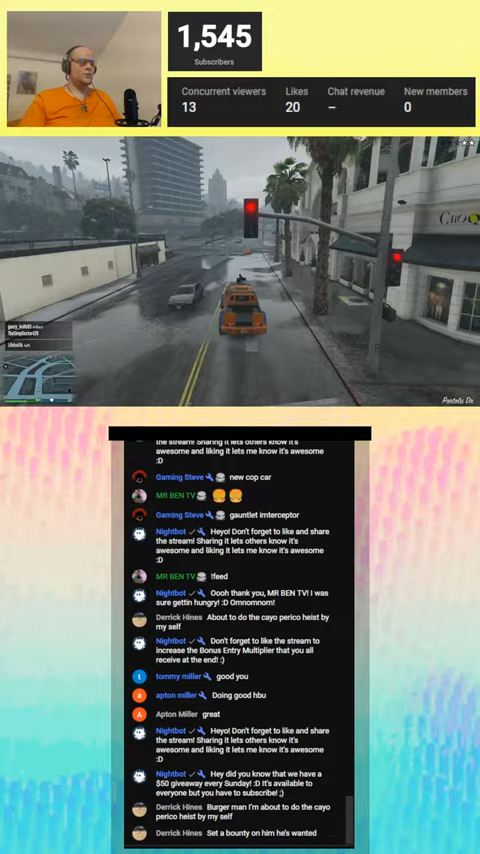 1,545
Subscribers
Concurrent viewers
13
Likes
20
Chat revenue
–
New members
0
CRO
Lifebolik left
Portola Dr
the stream! Sharing it lets others know it's
awesome and liking it lets me know it's awesome
:D
Gaming Steve new cop car
MR BEN TV
Gaming Steve gauntlet imterceptor
Nightbot Heyo! Don't forget to like and share
the stream! Sharing it lets others know it's
awesome and liking it lets me know it's awesome
:D
MR BEN TV !feed
Nightbot Oooh thank you, MR BEN TV! I was
sure gettin hungry! :D Omnomnom!
Derrick Hines About to do the cayo perico heist by
my self
Nightbot Don't forget to like the stream to
increase the Bonus Entry Multiplier that you all
receive at the end! :)
t
tommy miller good you
a
apton miller Doing good hbu
A
Apton Miller great
Nightbot Heyo! Don't forget to like and share
the stream! Sharing it lets others know it's
awesome and liking it lets me know it's awesome
:D
Nightbot Hey did you know that we have a
$50 giveaway every Sunday! :D It's available to
everyone but you have to subscribe! ;)
Derrick Hines Burger man I'm about to do the cayo
perico heist by my self
Derrick Hines Set a bounty on him he's wanted